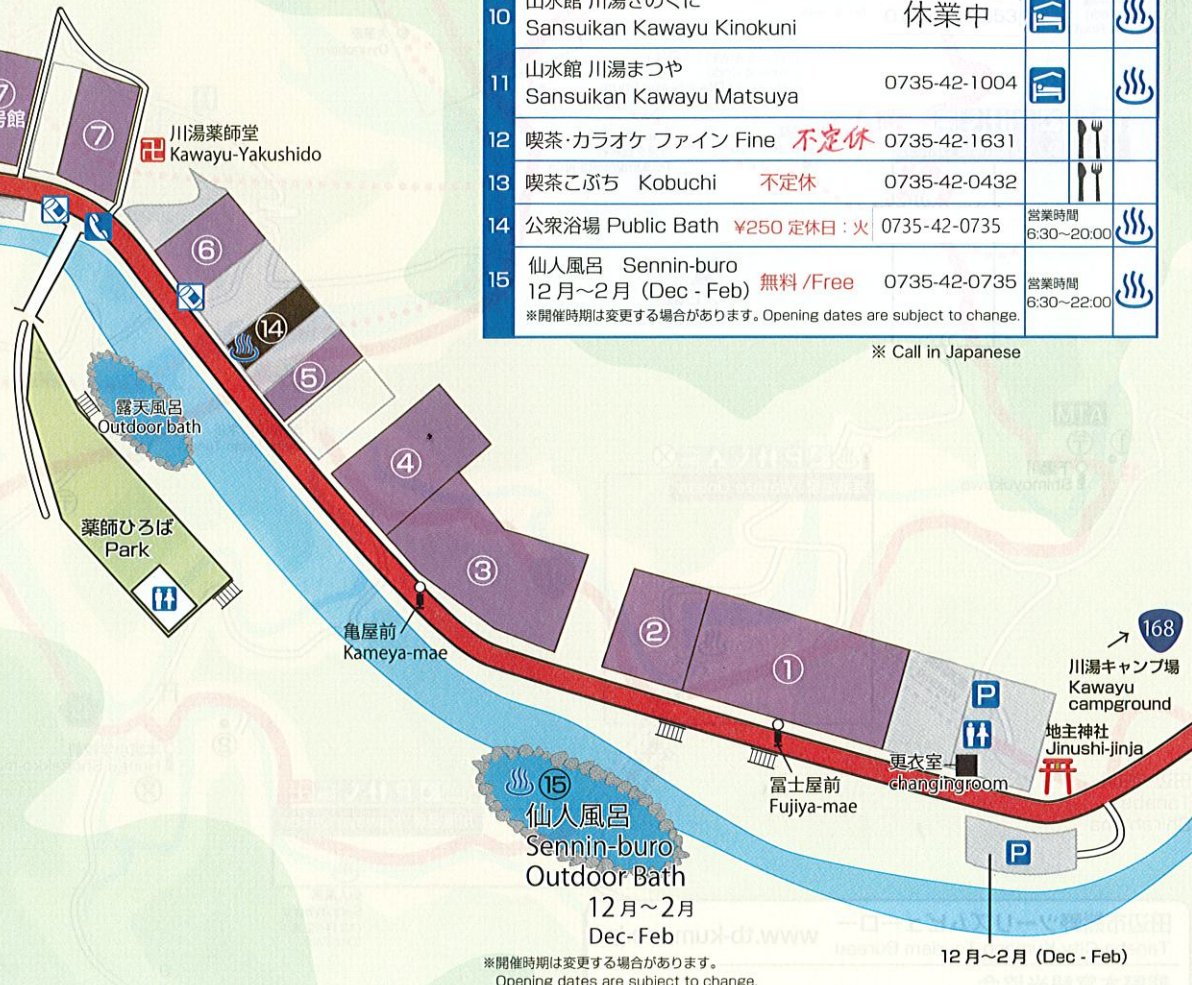 10
山水館 川湯きのくに
Sansuikan Kawayu Kinokuni
休業中
11
山水館 川湯まつや
Sansuikan Kawayu Matsuya
0735-42-1004
12 喫茶・カラオケ ファイン Fine 不定休 0735-42-1631
13 喫茶こぶち Kobuchi 不定休 0735-42-0432
14 公衆浴場 Public Bath ¥250 定休日：火 0735-42-0735
営業時間
6:30～20:00
15
仙人風呂 Sennin-buro
12月～2月 (Dec - Feb) 無料/Free 0735-42-0735
※開催時期は変更する場合があります。Opening dates are subject to change.
営業時間
6:30～22:00
※ Call in Japanese
⑦
号館
⑦
川湯薬師堂
Kawayu-Yakushido
⑥
⑭
⑤
露天風呂
Outdoor bath
④
薬師ひろば
Park
③
亀屋前
Kameya-mae
②
①
168
川湯キャンプ場
Kawayu
campground
P
地主神社
Jinushi-jinja
更衣室
changingroom
冨士屋前
Fujiya-mae
⑮
仙人風呂
Sennin-buro
Outdoor Bath
12月～2月
Dec- Feb
※開催時期は変更する場合があります。
Opening dates are subject to change.
P
12月～2月 (Dec - Feb)